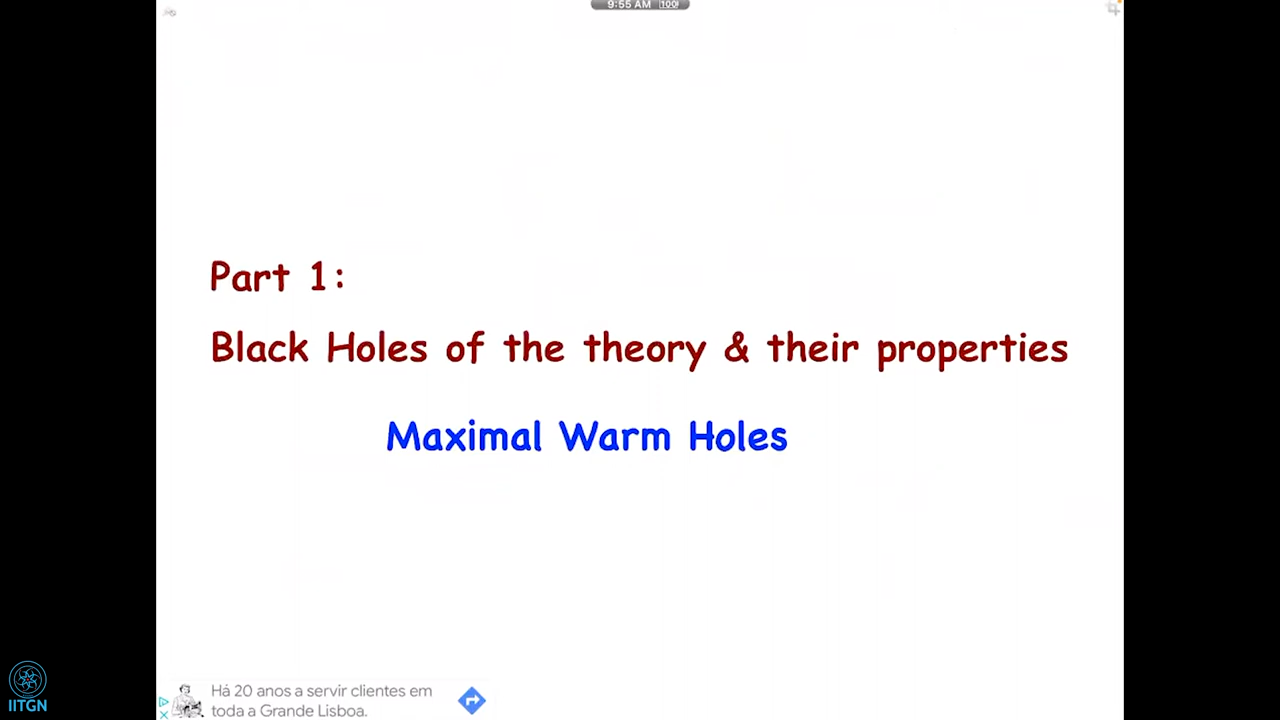 9:55 AM 100
Part 1:
Black Holes of the theory & their properties
Maximal Warm Holes
Há 20 anos a servir clientes em
toda a Grande Lisboa.
IITGN